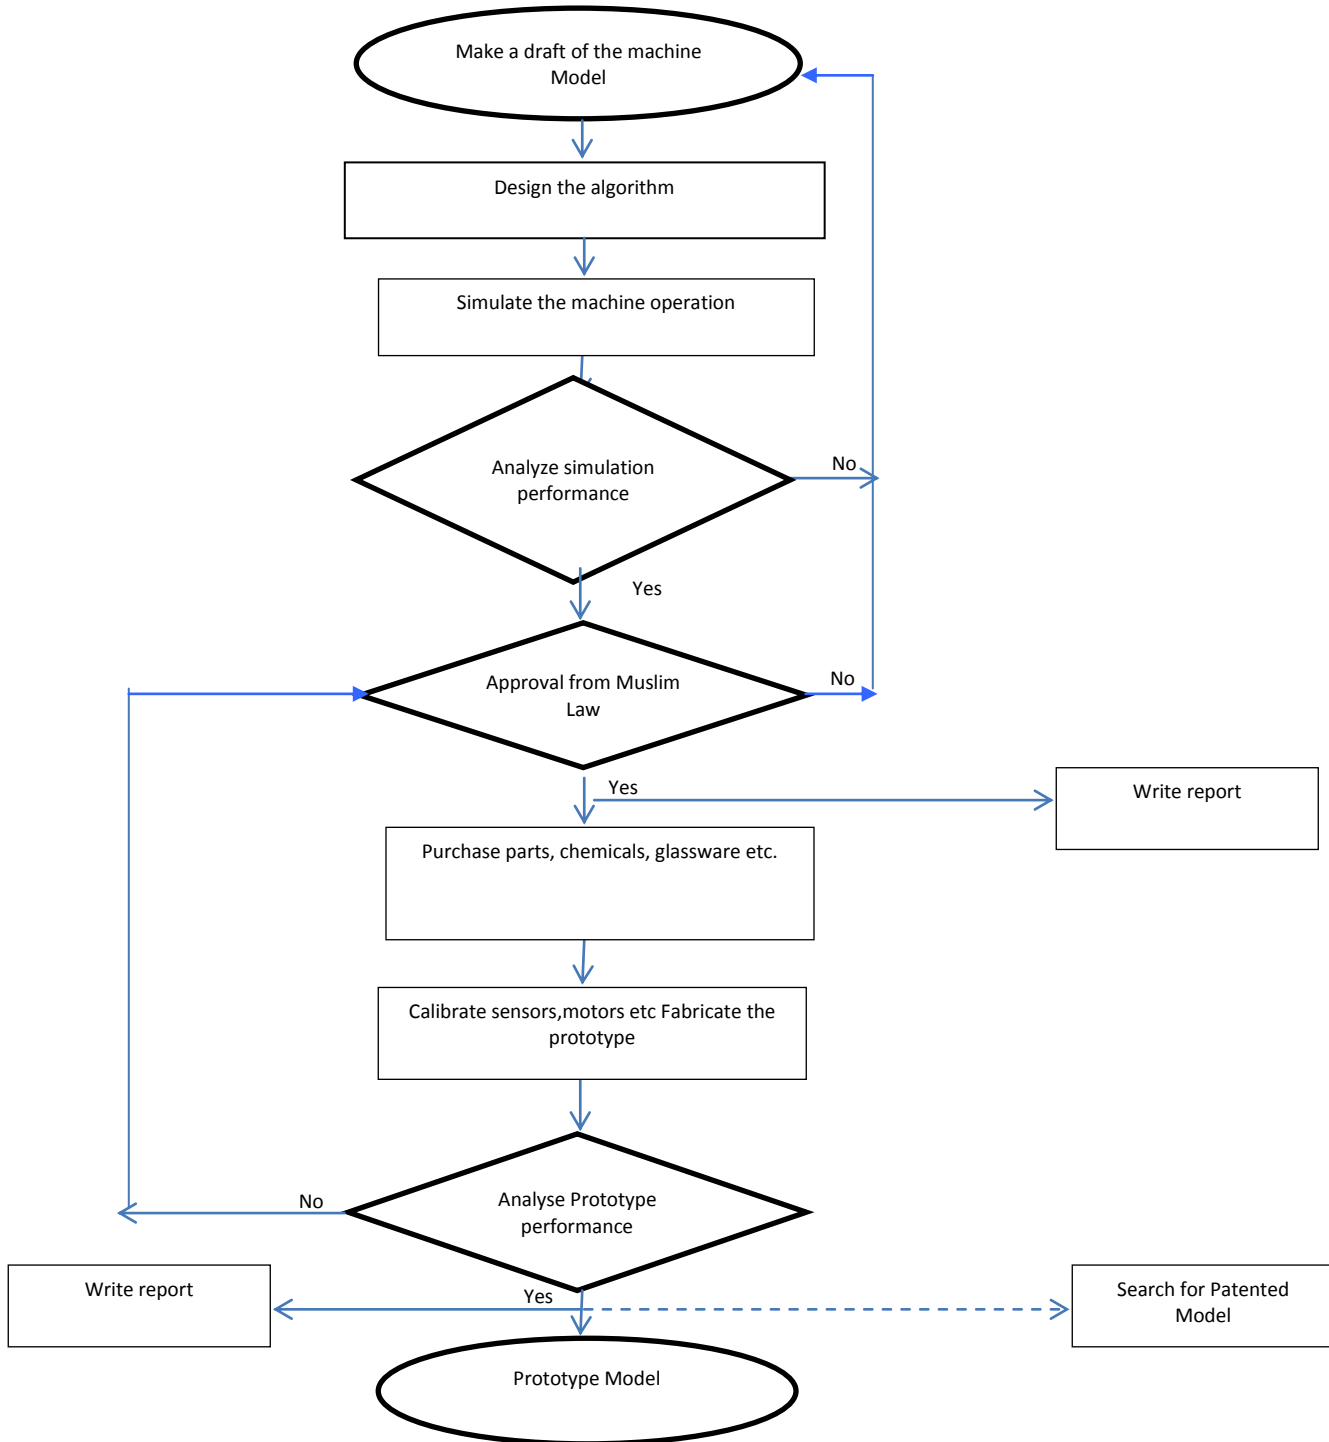 Make a draft of the machine
Model
Design the algorithm
Simulate the machine operation
Analyze simulation
performance
No
Yes
Approval from Muslim
Law
No
Yes
Write report
Purchase parts, chemicals, glassware etc.
Calibrate sensors,motors etc Fabricate the
prototype
Analyse Prototype
performance
No
Yes
Write report
Search for Patented
Model
Prototype Model